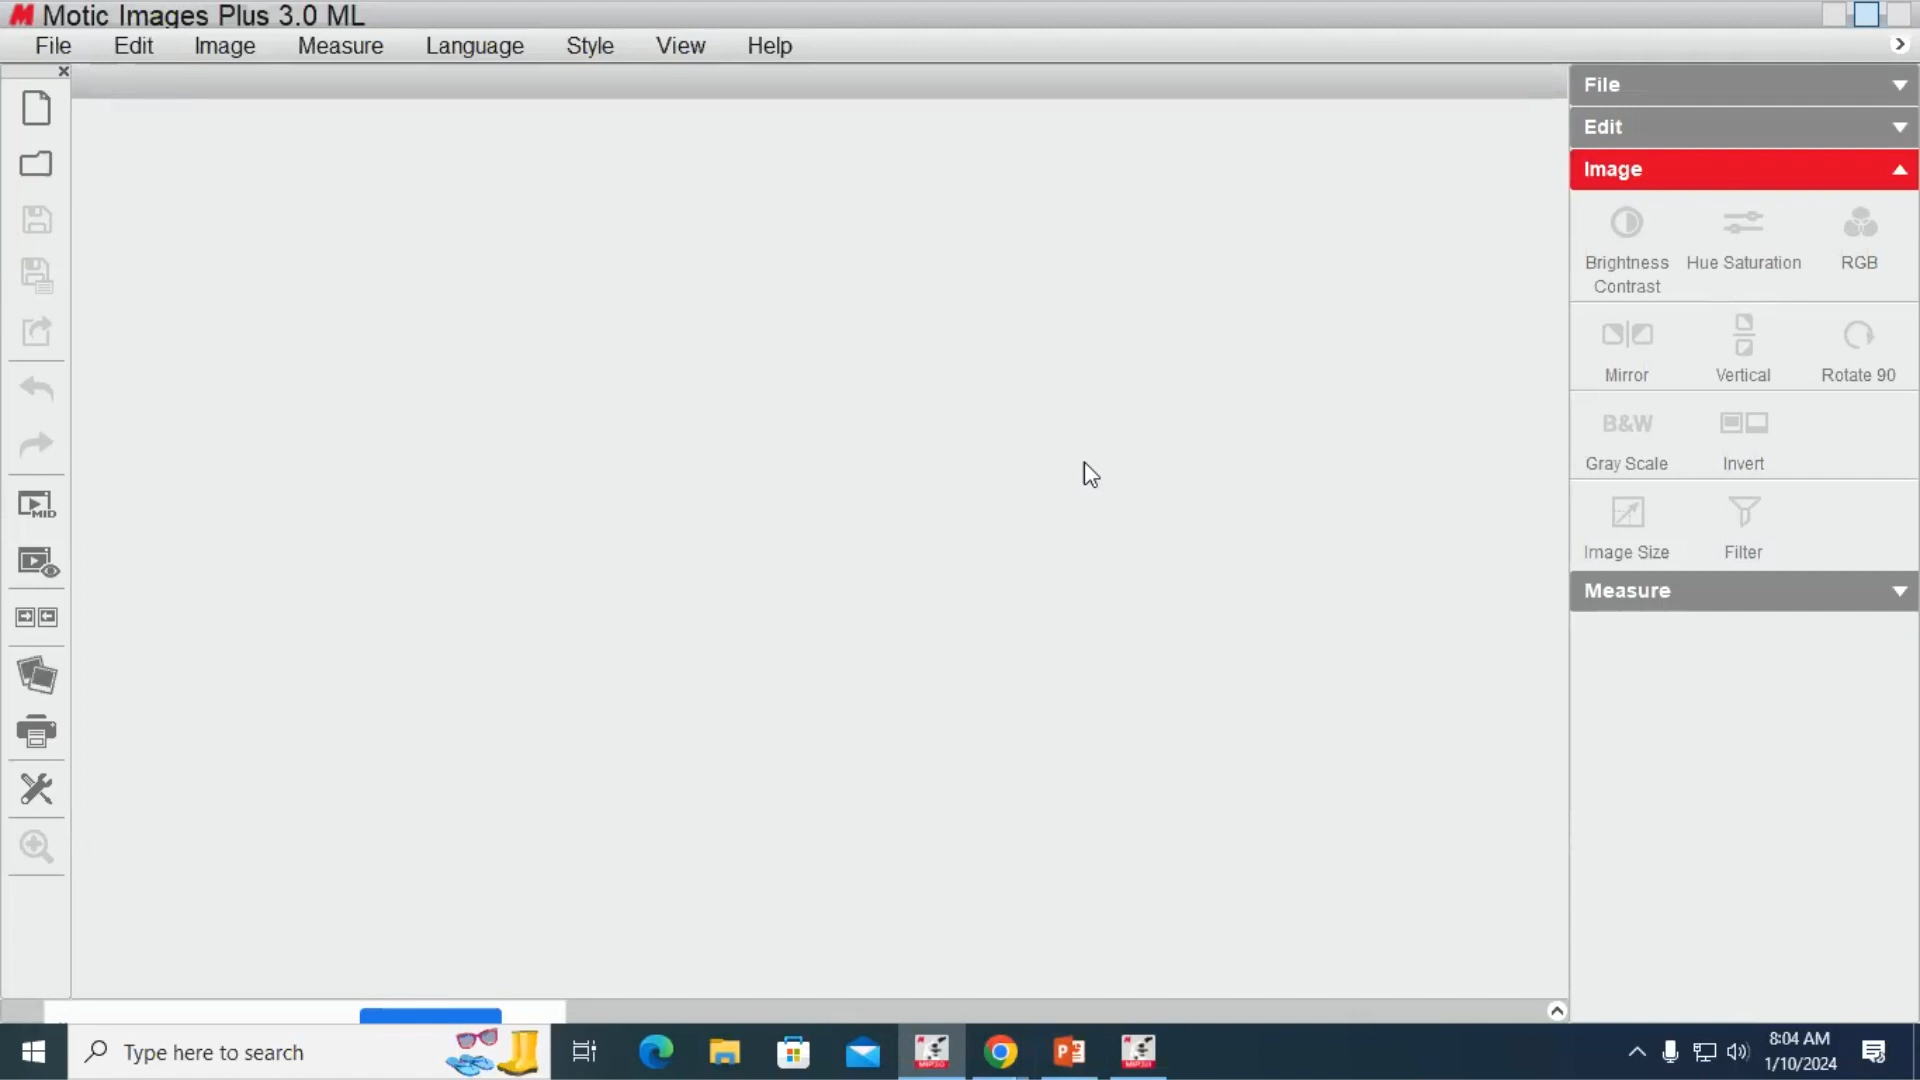 Motic Images Plus 3.0 ML
File Edit Image Measure Language Style View Help
File
Edit
Image
Brightness Contrast
Hue Saturation
RGB
Mirror
Vertical
Rotate 90
B&W
Gray Scale
Invert
Image Size
Filter
Measure
MID
Type here to search
8:04 AM
1/10/2024